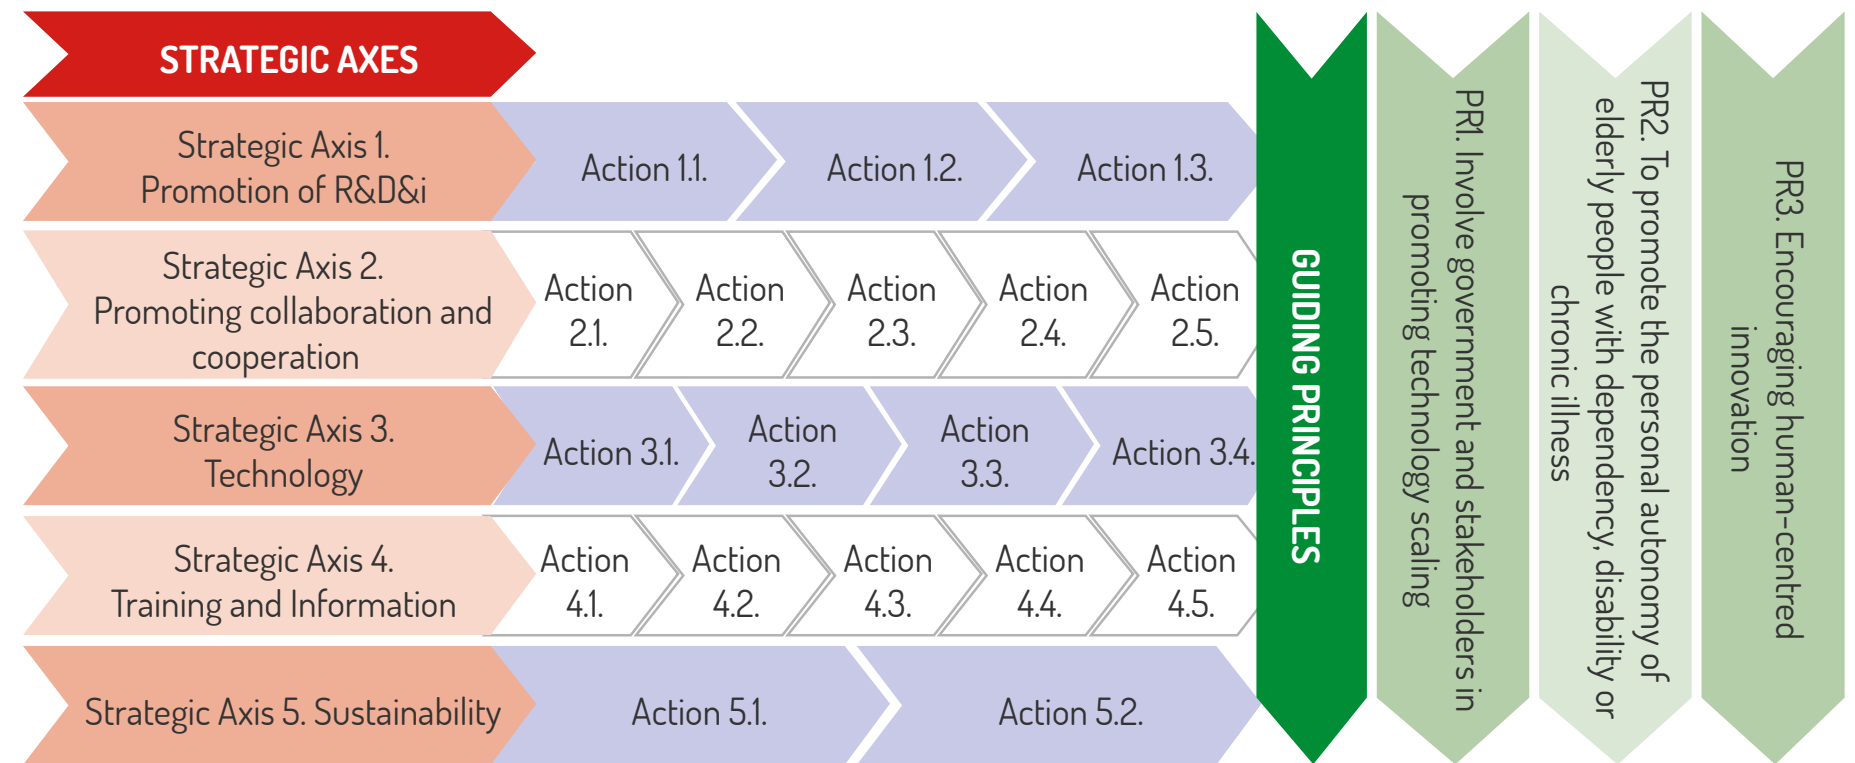 STRATEGIC AXES
Strategic Axis 1.
Promotion of R&D&i
Action 1.1.
Action 1.2.
Action 1.3.
Strategic Axis 2.
Promoting collaboration and
cooperation
Action
2.1.
Action
2.2.
Action
2.3.
Action
2.4.
Action
2.5.
Strategic Axis 3.
Technology
Action 3.1.
Action
3.2.
Action
3.3.
Action 3.4.
Strategic Axis 4.
Training and Information
Action
4.1.
Action
4.2.
Action
4.3.
Action
4.4.
Action
4.5.
Strategic Axis 5. Sustainability
Action 5.1.
Action 5.2.
GUIDING PRINCIPLES
PR1. Involve government and stakeholders in
promoting technology scaling
PR2. To promote the personal autonomy of
elderly people with dependency, disability or
chronic illness
PR3. Encouraging human-centred
innovation